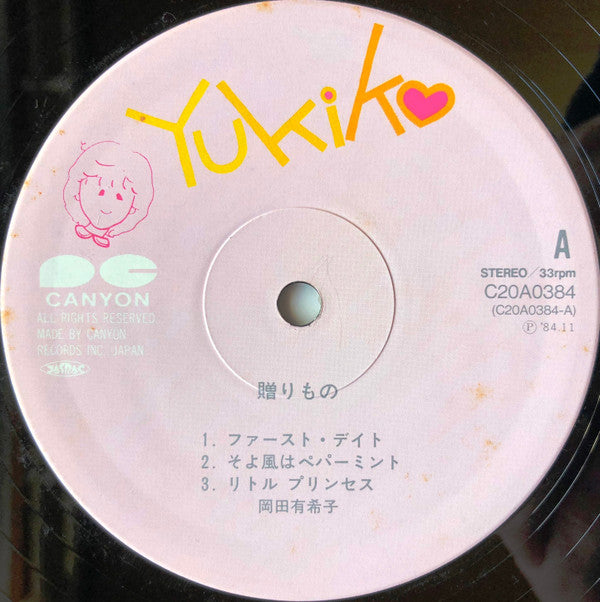 Yukiko
A
STEREO/33rpm
C20A0384
(C20A0384-A)
Ⓟ '84.11
PC
CANYON
ALL RIGHTS RESERVED.
MADE BY CANYON
RECORDS INC. JAPAN
JASRAC
贈りもの
1. ファースト・デイト
2. そよ風はペパーミント
3. リトル プリンセス
岡田有希子